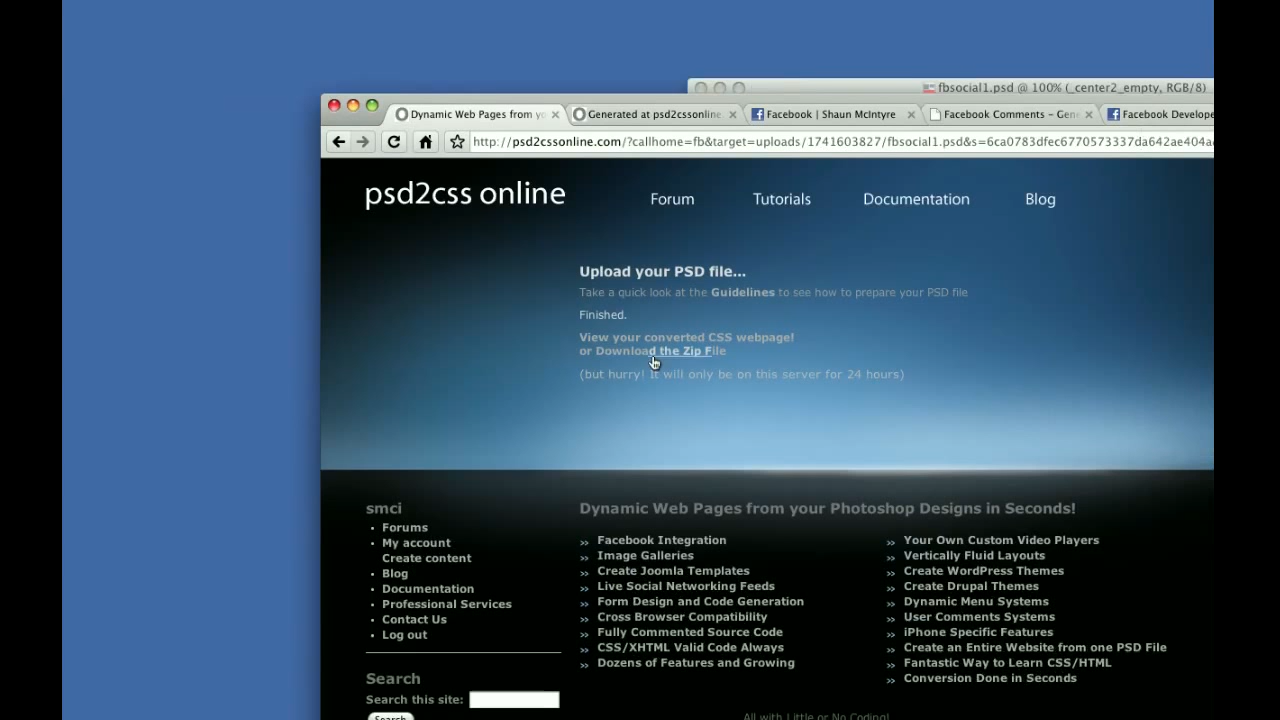 fbsocial1.psd @ 100% (_center2_empty, RGB/8)
Dynamic Web Pages from yo
Generated at psd2cssonline
Facebook | Shaun McIntyre
Facebook Comments – Gene
Facebook Develope
http://psd2cssonline.com/?callhome=fb&target=uploads/1741603827/fbsocial1.psd&s=6ca0783dfec6770573337da642ae404a
psd2css online
Forum
Tutorials
Documentation
Blog
Upload your PSD file...
Take a quick look at the Guidelines to see how to prepare your PSD file
Finished.
View your converted CSS webpage!
or Download the Zip File
(but hurry! It will only be on this server for 24 hours)
smci
Forums
My account
Create content
Blog
Documentation
Professional Services
Contact Us
Log out
Search
Search this site:
Search
Dynamic Web Pages from your Photoshop Designs in Seconds!
Facebook Integration
Image Galleries
Create Joomla Templates
Live Social Networking Feeds
Form Design and Code Generation
Cross Browser Compatibility
Fully Commented Source Code
CSS/XHTML Valid Code Always
Dozens of Features and Growing
Your Own Custom Video Players
Vertically Fluid Layouts
Create WordPress Themes
Create Drupal Themes
Dynamic Menu Systems
User Comments Systems
iPhone Specific Features
Create an Entire Website from one PSD File
Fantastic Way to Learn CSS/HTML
Conversion Done in Seconds
All with Little or No Coding!